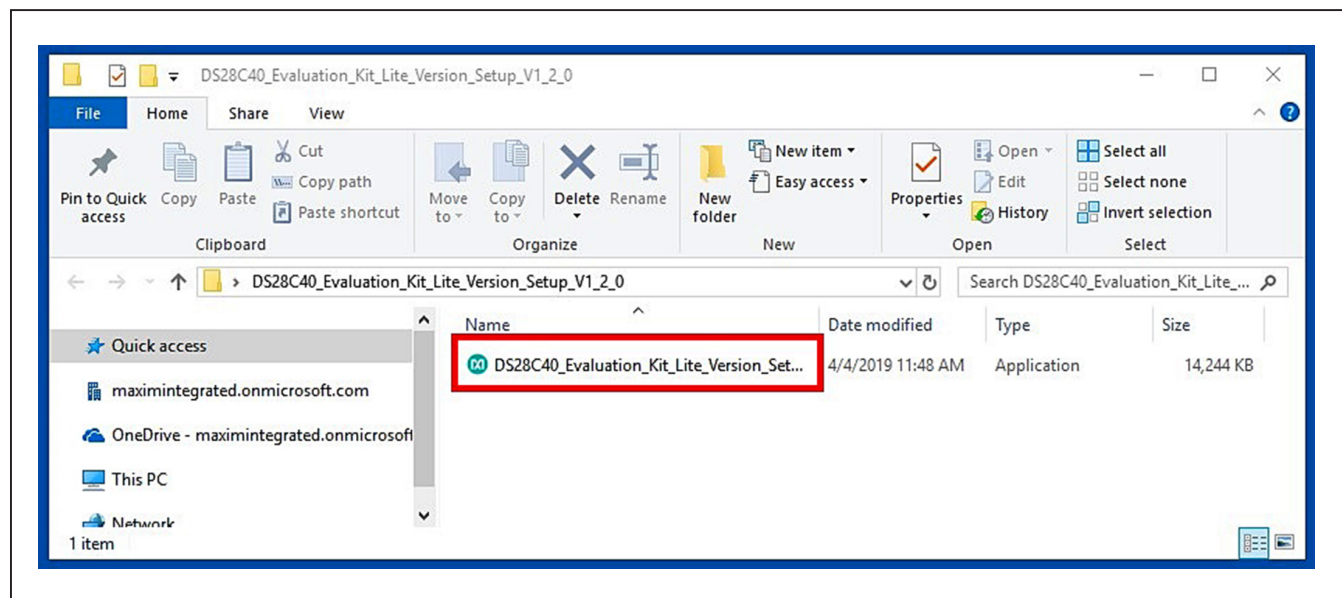 DS28C40_Evaluation_Kit_Lite_Version_Setup_V1_2_0
File Home Share View
Pin to Quick access
Copy
Paste
Cut
Copy path
Paste shortcut
Clipboard
Move to
Copy to
Delete
Rename
Organize
New folder
New item
Easy access
New
Properties
Open
Edit
History
Open
Select all
Select none
Invert selection
Select
DS28C40_Evaluation_Kit_Lite_Version_Setup_V1_2_0
Search DS28C40_Evaluation_Kit_Lite_...
Quick access
maximintegrated.onmicrosoft.com
OneDrive - maximintegrated.onmicrosoft
This PC
Network
Name Date modified Type Size
DS28C40_Evaluation_Kit_Lite_Version_Set... 4/4/2019 11:48 AM Application 14,244 KB
1 item